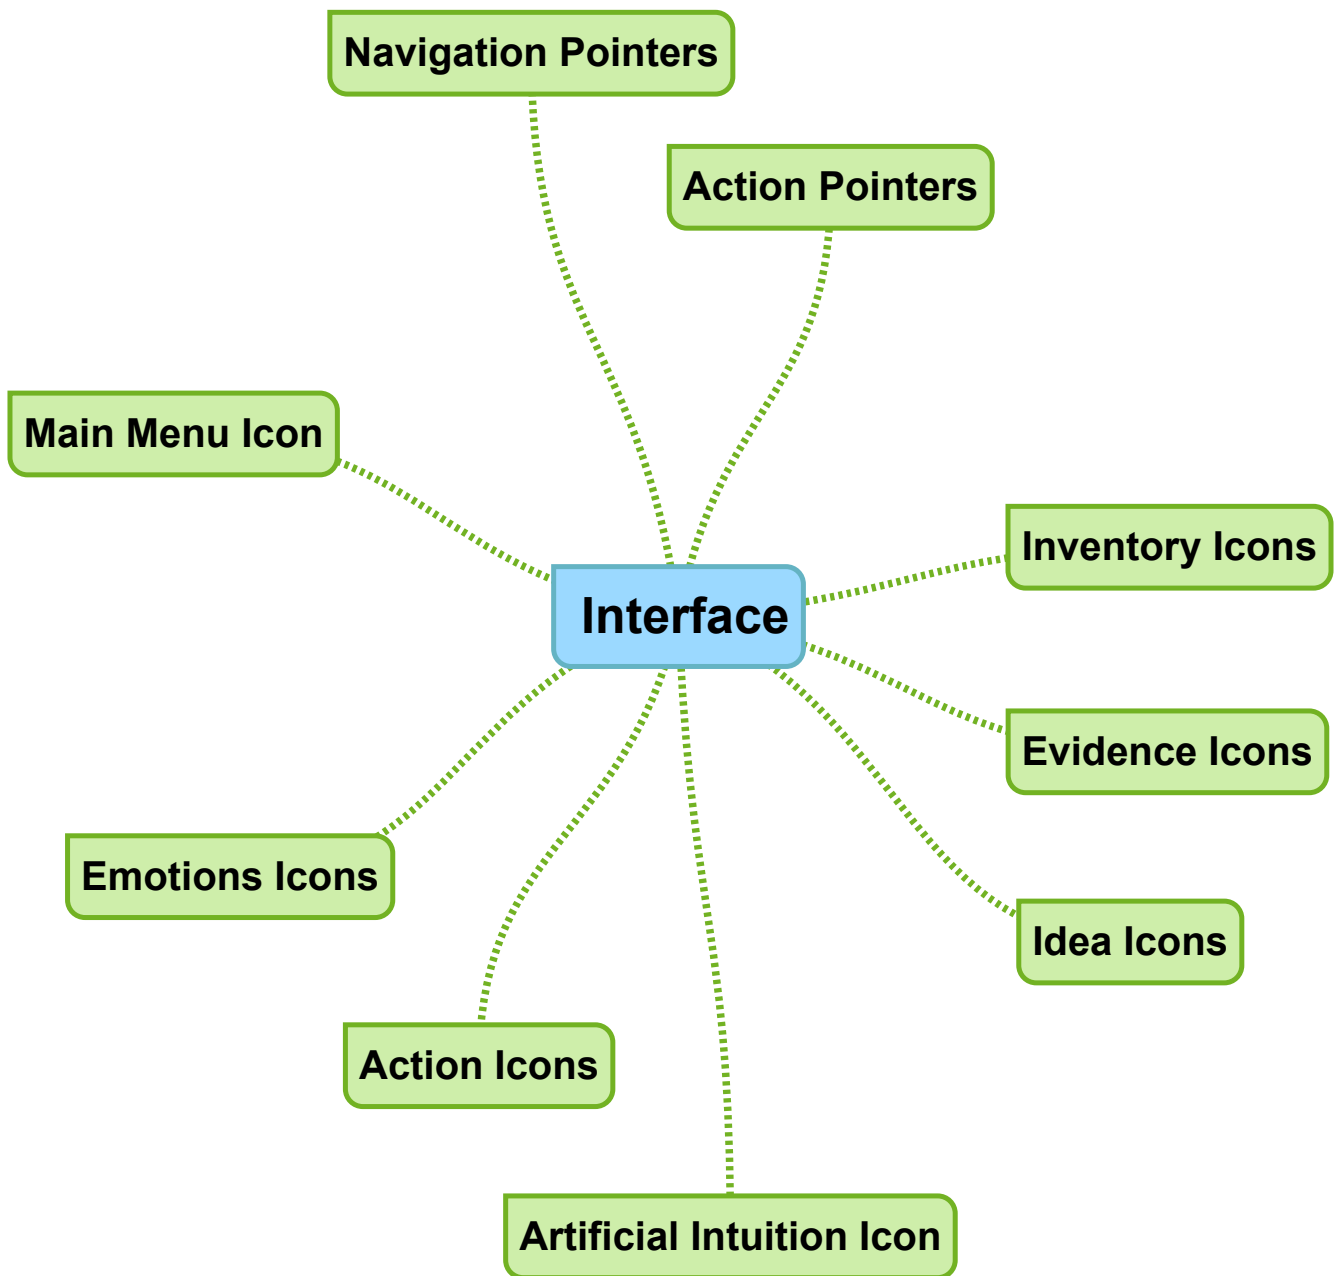 Navigation Pointers
Action Pointers
Main Menu Icon
Inventory Icons
Interface
Evidence Icons
Emotions Icons
Idea Icons
Action Icons
Artificial Intuition Icon